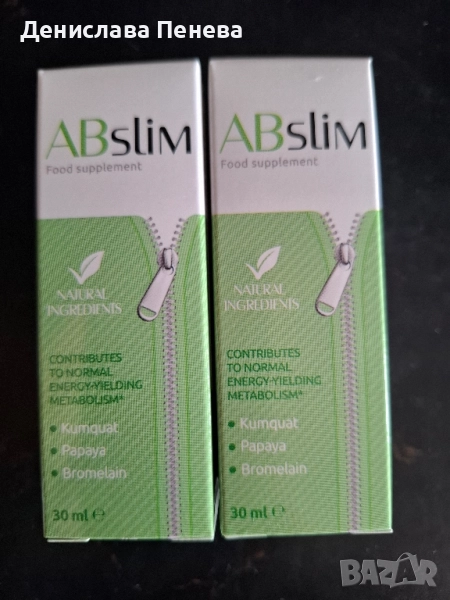 Денислава Пенева
ABSLIM
Food supplement
NATURAL
INGREDIENTS
CONTRIBUTES
TO NORMAL
ENERGY-YIELDING
METABOLISM*
• Kumquat
• Papaya
• Bromelain
30 ml ℮
ABSLIM
Food supplement
NATURAL
INGREDIENTS
CONTRIBUTES
TO NORMAL
ENERGY-YIELDING
METABOLISM*
• Kumquat
• Papaya
• Bromelain
30 ml ℮
BAZAR